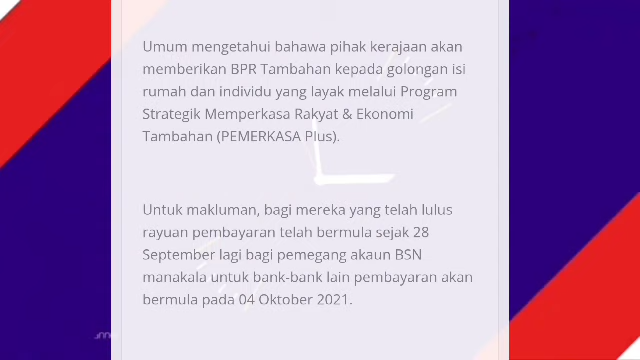 Umum mengetahui bahawa pihak kerajaan akan
memberikan BPR Tambahan kepada golongan isi
rumah dan individu yang layak melalui Program
Strategik Memperkasa Rakyat & Ekonomi
Tambahan (PEMERKASA Plus).
Untuk makluman, bagi mereka yang telah lulus
rayuan pembayaran telah bermula sejak 28
September lagi bagi pemegang akaun BSN
manakala untuk bank-bank lain pembayaran akan
bermula pada 04 Oktober 2021.